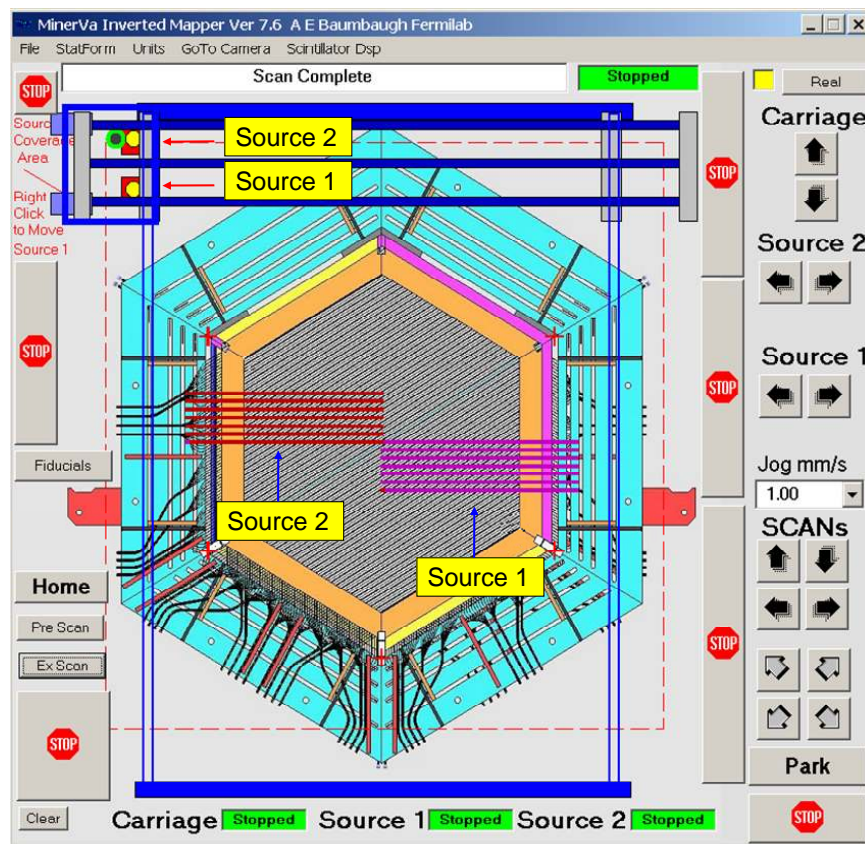 MinerVa Inverted Mapper Ver 7.6 A E Baumbaugh Fermilab
File StatForm Units GoTo Camera Scintillator Dsp
STOP
Scan Complete
Stopped
Real
Source
Coverage
Area
Right
Click
to Move
Source 1
Source 2
Source 1
STOP
Carriage
Source 2
STOP
Source 1
STOP
STOP
Fiducials
Source 2
Source 1
Jog mm/s
1.00
SCANs
Home
Pre Scan
Ex Scan
STOP
STOP
Park
Clear
Carriage Stopped Source 1 Stopped Source 2 Stopped
STOP